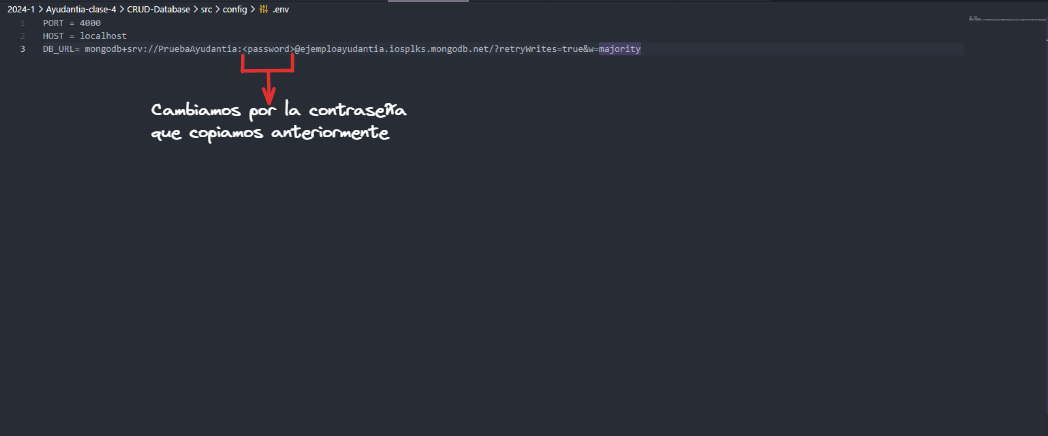 2024-1 > Ayudantia-clase-4 > CRUD-Database > src > config > .env
1 PORT = 4000
2 HOST = localhost
3 DB_URL= mongodb+srv://PruebaAyudantia:<password>@ejemploayudantia.iosplks.mongodb.net/?retryWrites=true&w=majority
Cambiamos por la contraseña
que copiamos anteriormente